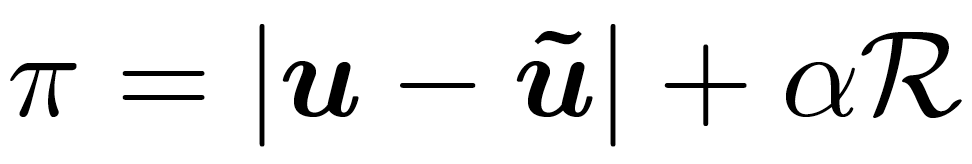 π = |𝒖 − 𝒖̃| + αℛ